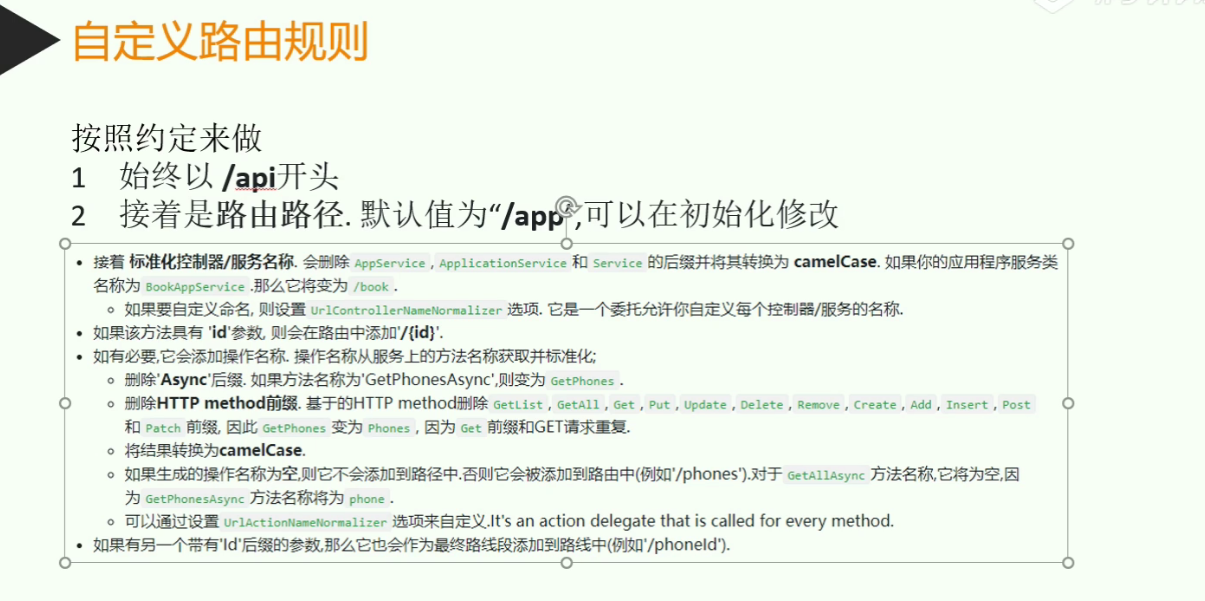 自定义路由规则
按照约定来做
1 始终以 /api开头
2 接着是路由路径. 默认值为“/app”,可以在初始化修改
• 接着 标准化控制器/服务名称. 会删除 AppService , ApplicationService 和 Service 的后缀并将其转换为 camelCase. 如果你的应用程序服务类
名称为 BookAppService .那么它将变为 /book .
◦ 如果要自定义命名, 则设置 UrlControllerNameNormalizer 选项. 它是一个委托允许你自定义每个控制器/服务的名称.
• 如果该方法具有 'id'参数, 则会在路由中添加'/{id}'.
• 如有必要,它会添加操作名称. 操作名称从服务上的方法名称获取并标准化;
◦ 删除'Async'后缀. 如果方法名称为'GetPhonesAsync',则变为 GetPhones .
◦ 删除HTTP method前缀. 基于的HTTP method删除 GetList , GetAll , Get , Put , Update , Delete , Remove , Create , Add , Insert , Post
和 Patch 前缀, 因此 GetPhones 变为 Phones , 因为 Get 前缀和GET请求重复.
◦ 将结果转换为camelCase.
◦ 如果生成的操作名称为空,则它不会添加到路径中.否则它会被添加到路由中(例如'/phones').对于 GetAllAsync 方法名称,它将为空,因
为 GetPhonesAsync 方法名称将为 phone .
◦ 可以通过设置 UrlActionNameNormalizer 选项来自定义.It's an action delegate that is called for every method.
• 如果有另一个带有'Id'后缀的参数,那么它也会作为最终路线段添加到路线中(例如'/phoneId').